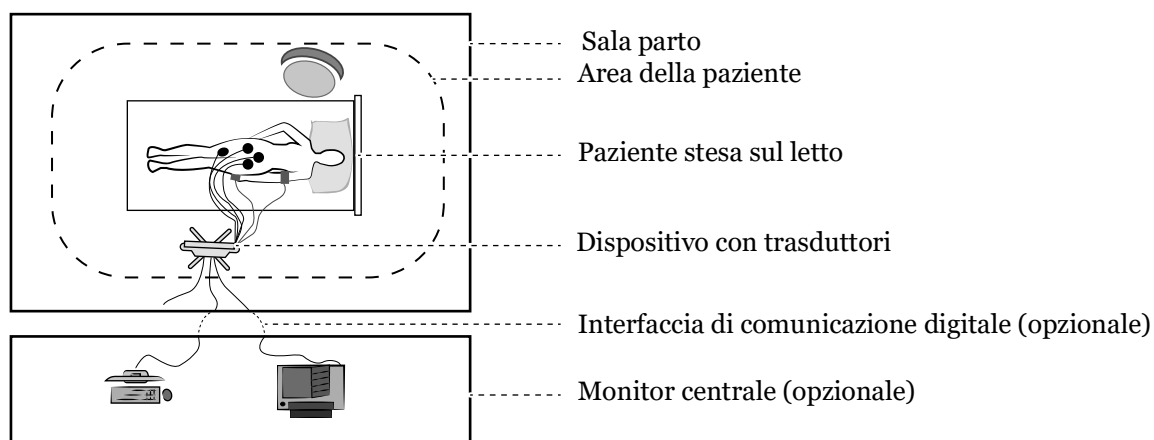 Sala parto
Area della paziente
Paziente stesa sul letto
Dispositivo con trasduttori
Interfaccia di comunicazione digitale (opzionale)
Monitor centrale (opzionale)